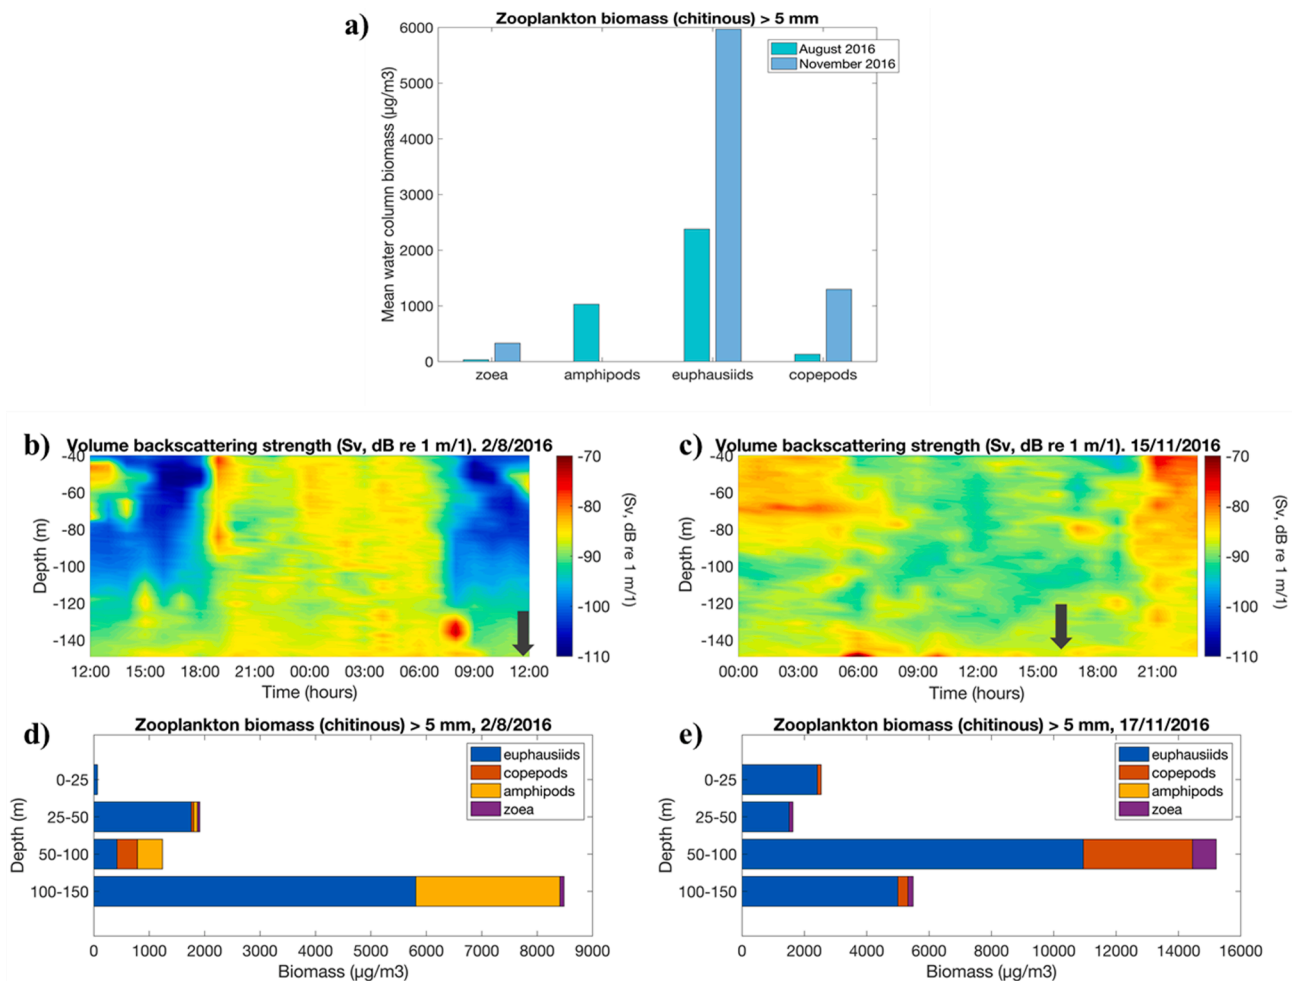 a)
Zooplankton biomass (chitinous) > 5 mm
Mean water column biomass (µg/m3)
6000
5000
4000
3000
2000
1000
0
August 2016
November 2016
zoea
amphipods
euphausiids
copepods
b)
Volume backscattering strength (Sv, dB re 1 m/1). 2/8/2016
Depth (m)
-40
-60
-80
-100
-120
-140
12:00
15:00
18:00
21:00
00:00
03:00
06:00
09:00
12:00
Time (hours)
-70
-80
-90
-100
-110
(Sv, dB re 1 m/1)
c)
Volume backscattering strength (Sv, dB re 1 m/1). 15/11/2016
Depth (m)
-40
-60
-80
-100
-120
-140
00:00
03:00
06:00
09:00
12:00
15:00
18:00
21:00
Time (hours)
-70
-80
-90
-100
-110
(Sv, dB re 1 m/1)
d)
Zooplankton biomass (chitinous) > 5 mm, 2/8/2016
Depth (m)
0-25
25-50
50-100
100-150
euphausiids
copepods
amphipods
zoea
0
1000
2000
3000
4000
5000
6000
7000
8000
9000
Biomass (µg/m3)
e)
Zooplankton biomass (chitinous) > 5 mm, 17/11/2016
Depth (m)
0-25
25-50
50-100
100-150
euphausiids
copepods
amphipods
zoea
0
2000
4000
6000
8000
10000
12000
14000
16000
Biomass (µg/m3)